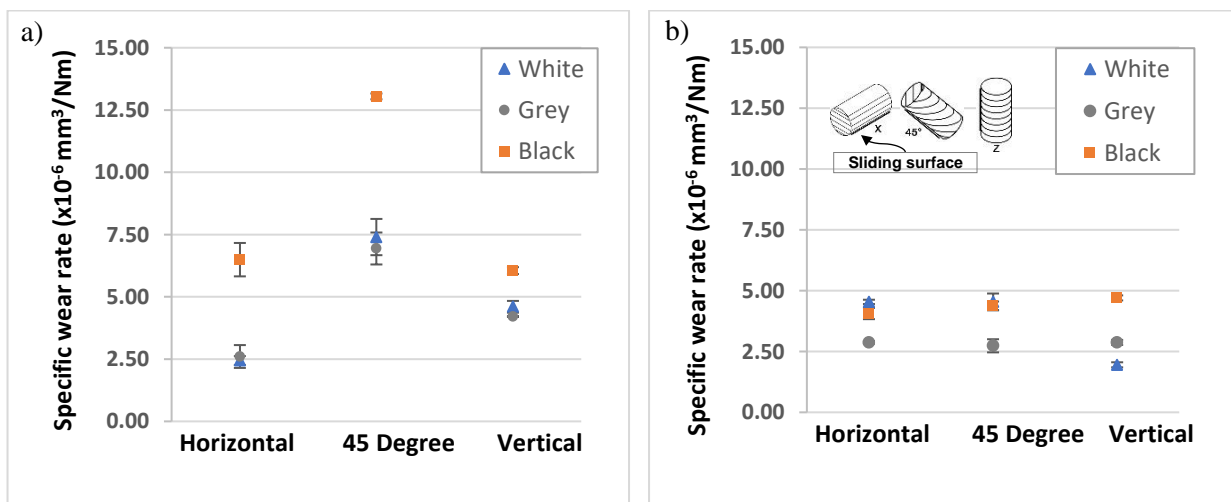 a)
Specific wear rate (x10⁻⁶ mm³/Nm)
15.00
12.50
10.00
7.50
5.00
2.50
0.00
White
Grey
Black
Horizontal 45 Degree Vertical
b)
Specific wear rate (x10⁻⁶ mm³/Nm)
15.00
12.50
10.00
7.50
5.00
2.50
0.00
White
Grey
Black
X 45° Z
Sliding surface
Horizontal 45 Degree Vertical